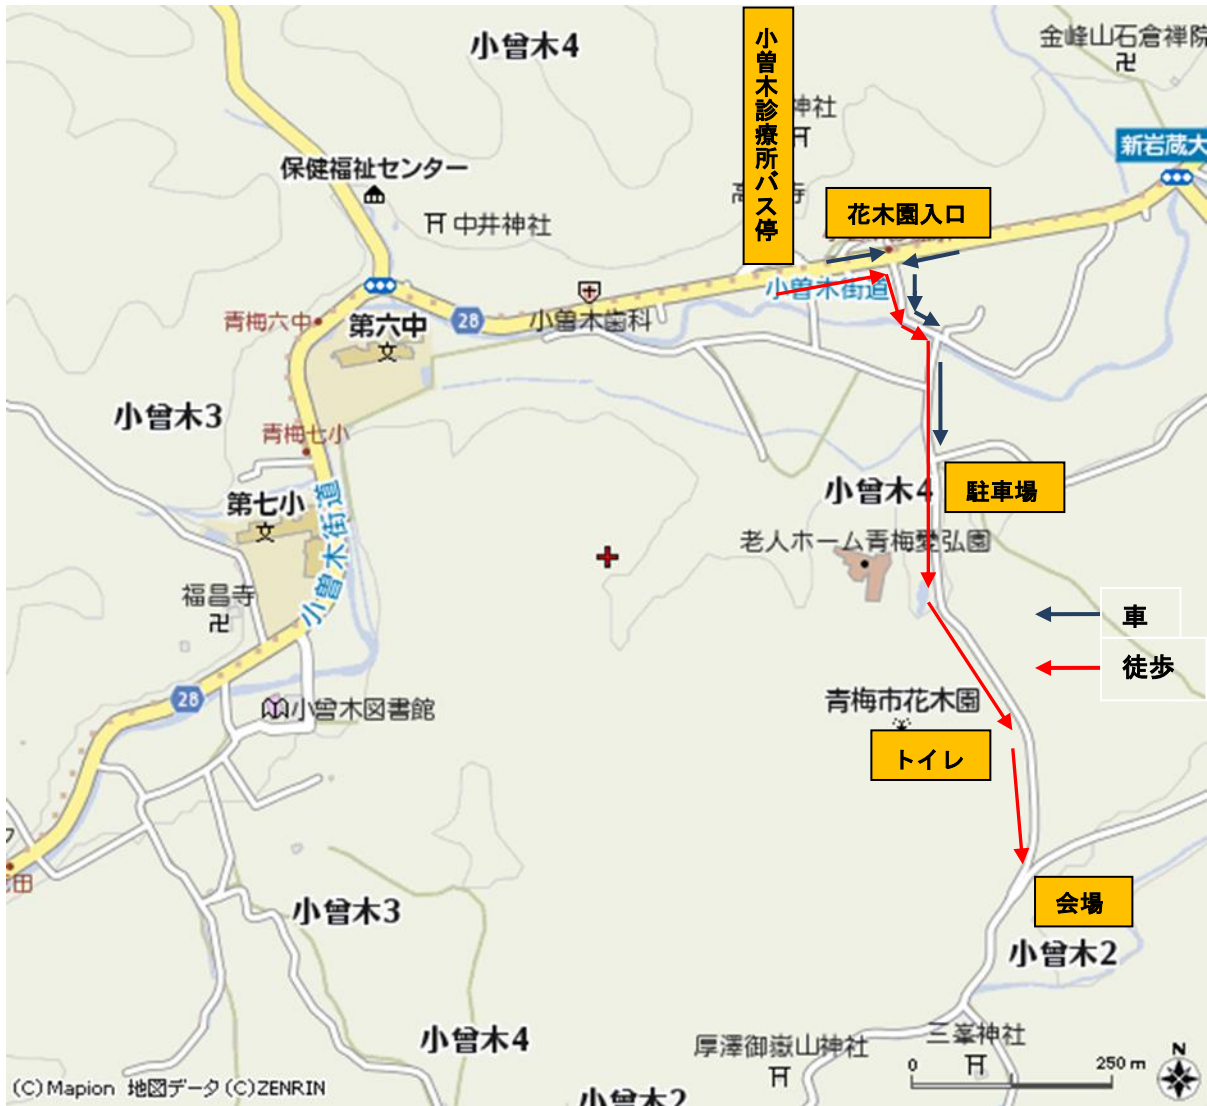 小曾木4
小曽木診療所バス停
金峰山石倉禅院
神社
新岩蔵大
保健福祉センター
中井神社
花木園入口
小曽木街道
青梅六中
第六中
28
小曽木歯科
小曾木3
青梅七小
第七小
小曽木街道
小曾木4
駐車場
老人ホーム青梅愛弘園
福昌寺
車
徒歩
28
小曽木図書館
青梅市花木園
トイレ
小曾木3
会場
小曾木2
小曾木4
厚澤御嶽山神社
三峯神社
0
250 m
N
小曾木2
(C)Mapion 地図データ(C)ZENRIN